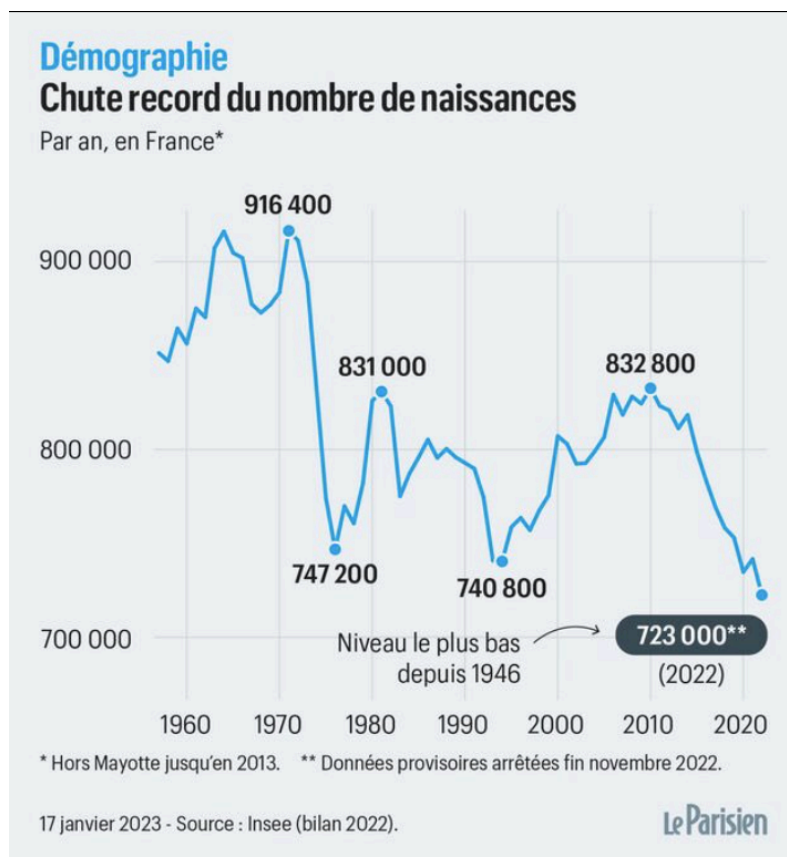 Démographie
Chute record du nombre de naissances
Par an, en France*
916 400
900 000
831 000
832 800
800 000
747 200
740 800
700 000
Niveau le plus bas
depuis 1946
723 000**
(2022)
1960 1970 1980 1990 2000 2010 2020
* Hors Mayotte jusqu'en 2013. ** Données provisoires arrêtées fin novembre 2022.
17 janvier 2023 - Source : Insee (bilan 2022).
Le Parisien